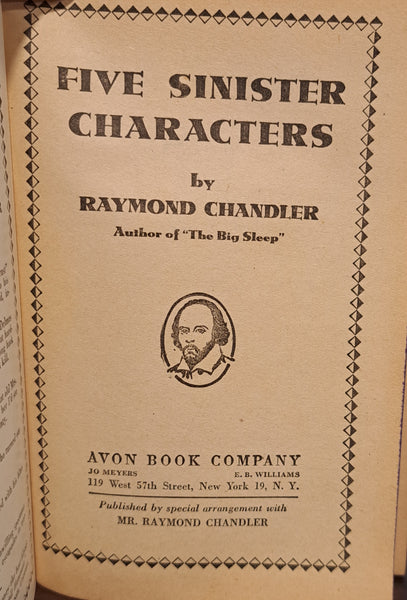 FIVE SINISTER
CHARACTERS
by
RAYMOND CHANDLER
Author of "The Big Sleep"
AVON BOOK COMPANY
JO MEYERS E. B. WILLIAMS
119 West 57th Street, New York 19, N. Y.
Published by special arrangement with
MR. RAYMOND CHANDLER